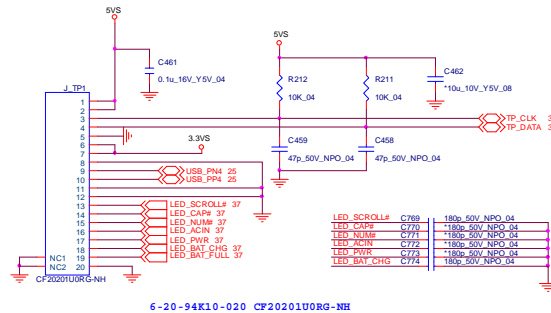 5VS
C461
0.1u_16V_Y5V_04
5VS
R212
10K_04
R211
10K_04
C462
*10u_10V_Y5V_08
J_TP1
1
2
3
4
5
6
7
8
9
10
11
12
13
14
15
16
17
18
19
20
NC1
NC2
CF20201U0RG-NH
TP_CLK 3
TP_DATA 3
3.3VS
C459
47p_50V_NPO_04
C458
47p_50V_NPO_04
USB_PN4 25
USB_PP4 25
LED_SCROLL# 37
LED_CAP# 37
LED_NUM# 37
LED_ACIN 37
LED_PWR 37
LED_BAT_CHG 37
LED_BAT_FULL 37
LED_SCROLL# C769 180p_50V_NPO_04
LED_CAP# C770 *180p_50V_NPO_04
LED_NUM# C771 *180p_50V_NPO_04
LED_ACIN C772 *180p_50V_NPO_04
LED_PWR C773 *180p_50V_NPO_04
LED_BAT_CHG C774 180p_50V_NPO_04
6-20-94K10-020 CF20201U0RG-NH